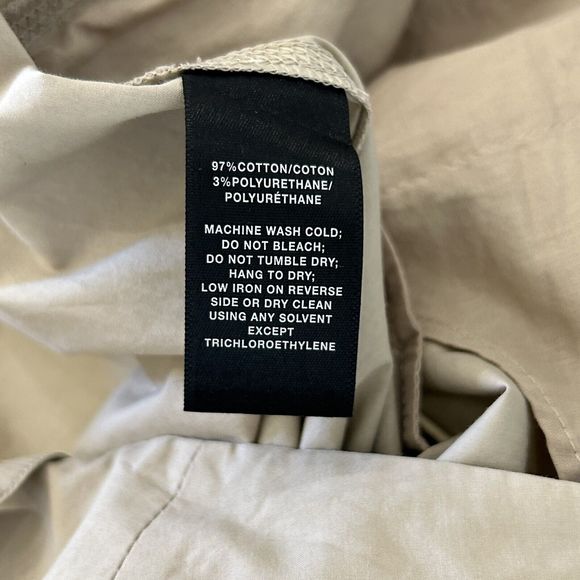 97%COTTON/COTON
3%POLYURETHANE/
POLYURÉTHANE
MACHINE WASH COLD;
DO NOT BLEACH;
DO NOT TUMBLE DRY;
HANG TO DRY;
LOW IRON ON REVERSE
SIDE OR DRY CLEAN
USING ANY SOLVENT
EXCEPT
TRICHLOROETHYLENE